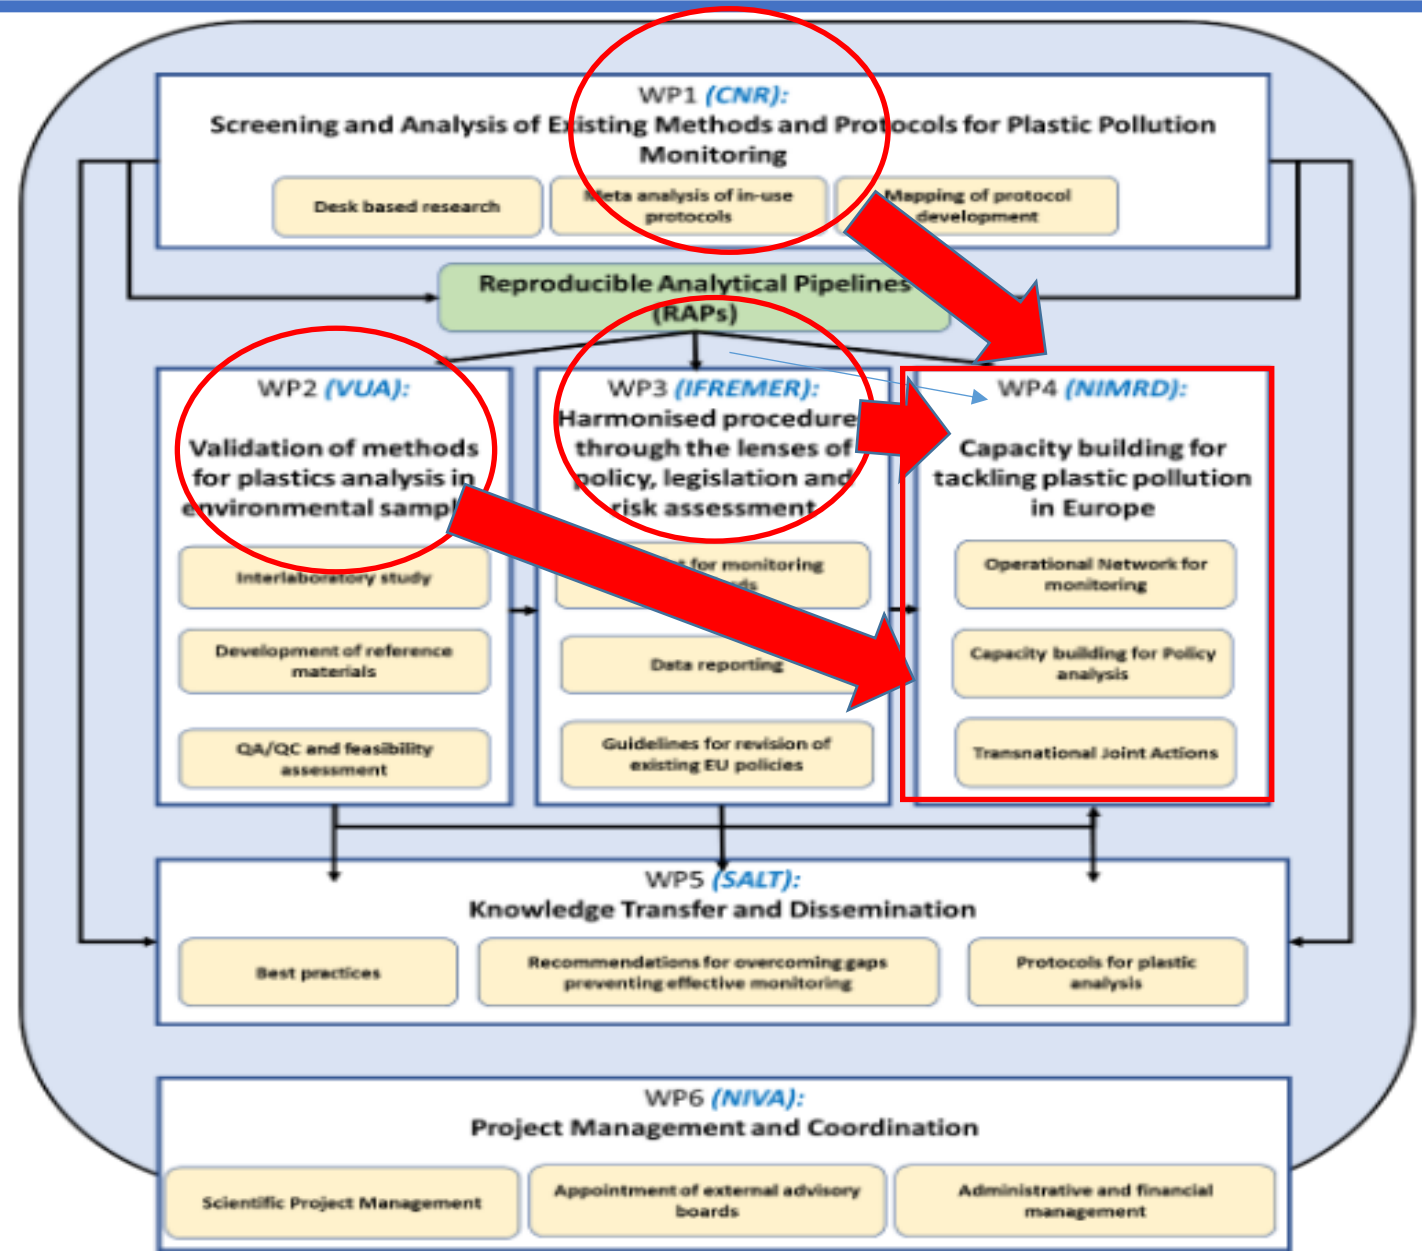 WP1 (CNR):
Screening and Analysis of Existing Methods and Protocols for Plastic Pollution
Monitoring
Desk based research
Meta analysis of in-use
protocols
Mapping of protocol
development
Reproducible Analytical Pipelines
(RAPs)
WP2 (VUA):
Validation of methods
for plastics analysis in
environmental
Interlaboratory study
Development of reference
materials
QA/QC and feasibility
assessment
WP3 (IFREMER):
Harmonised procedure
through the lenses of
policy, legislation and
risk assessment
for monitoring
Data reporting
Guidelines for revision of
existing EU policies
WP4 (NIMRD):
Capacity building for
tackling plastic pollution
in Europe
Operational Network for
monitoring
Capacity building for Policy
analysis
Transnational Joint Actions
WP5 (SALT):
Knowledge Transfer and Dissemination
Best practices
Recommendations for overcoming gaps
preventing effective monitoring
Protocols for plastic
analysis
WP6 (NIVA):
Project Management and Coordination
Scientific Project Management
Appointment of external advisory
boards
Administrative and financial
management